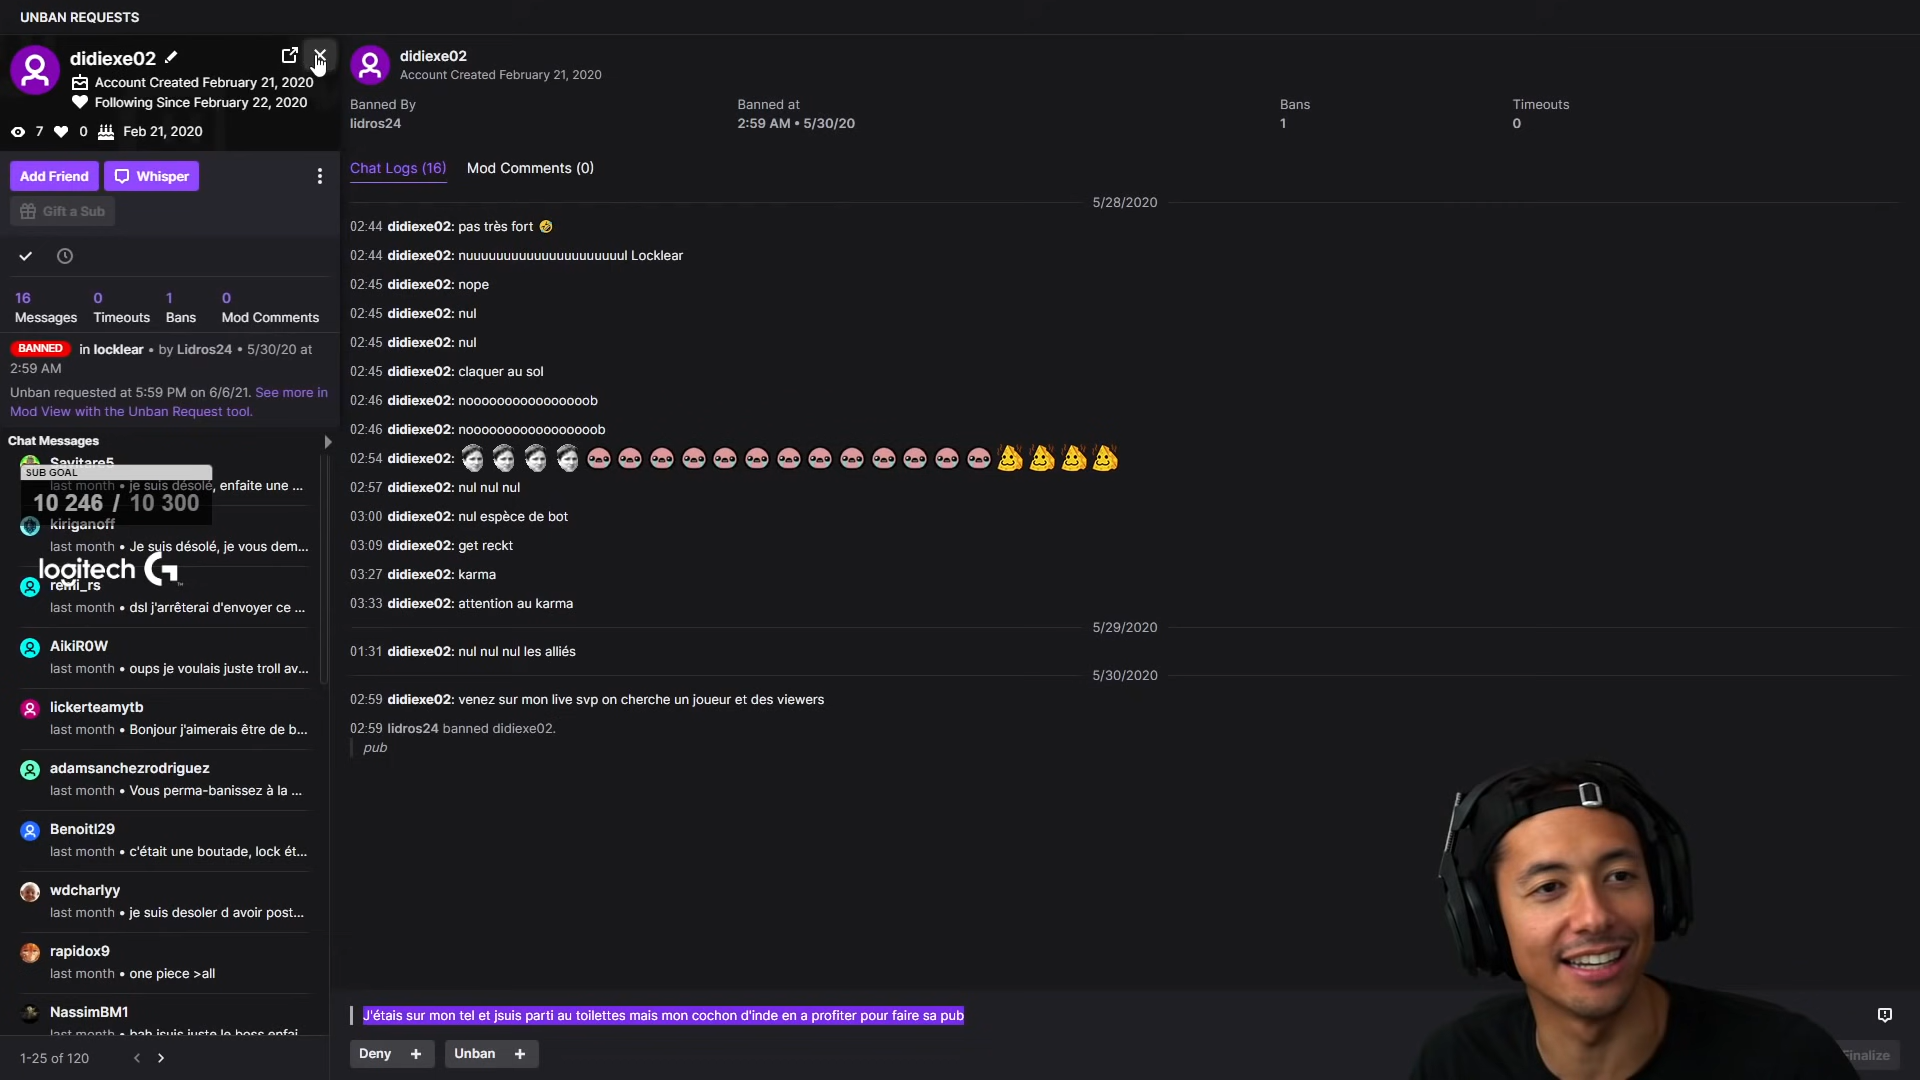 UNBAN REQUESTS
didiexe02
Account Created February 21, 2020
Following Since February 22, 2020
7 0 Feb 21, 2020
Add Friend Whisper
Gift a Sub
16 0 1 0
Messages Timeouts Bans Mod Comments
BANNED in locklear • by Lidros24 • 5/30/20 at
2:59 AM
Unban requested at 5:59 PM on 6/6/21. See more in
Mod View with the Unban Request tool.
Chat Messages
Savitare5
SUB GOAL
last month • je suis désolé, enfaite une ...
10 246 / 10 300
kiriganoff
last month • Je suis désolé, je vous dem...
logitech G
remi_rs
last month • dsl j'arrêterai d'envoyer ce ...
AikiR0W
last month • oups je voulais juste troll av...
lickerteamytb
last month • Bonjour j'aimerais être de b...
adamsanchezrodriguez
last month • Vous perma-banissez à la ...
Benoitl29
last month • c'était une boutade, lock ét...
wdcharlyy
last month • je suis desoler d avoir post...
rapidox9
last month • one piece >all
NassimBM1
last month • bah jsuis juste le boss enfai...
1-25 of 120
didiexe02
Account Created February 21, 2020
Banned By Banned at Bans Timeouts
lidros24 2:59 AM • 5/30/20 1 0
Chat Logs (16) Mod Comments (0)
5/28/2020
02:44 didiexe02: pas très fort
02:44 didiexe02: nuuuuuuuuuuuuuuuuuuuuul Locklear
02:45 didiexe02: nope
02:45 didiexe02: nul
02:45 didiexe02: nul
02:45 didiexe02: claquer au sol
02:46 didiexe02: noooooooooooooooob
02:46 didiexe02: nooooooooooooooooob
02:54 didiexe02:
02:57 didiexe02: nul nul nul
03:00 didiexe02: nul espèce de bot
03:09 didiexe02: get reckt
03:27 didiexe02: karma
03:33 didiexe02: attention au karma
5/29/2020
01:31 didiexe02: nul nul nul les alliés
5/30/2020
02:59 didiexe02: venez sur mon live svp on cherche un joueur et des viewers
02:59 lidros24 banned didiexe02.
pub
J'étais sur mon tel et jsuis parti au toilettes mais mon cochon d'inde en a profiter pour faire sa pub
Deny + Unban +
Finalize